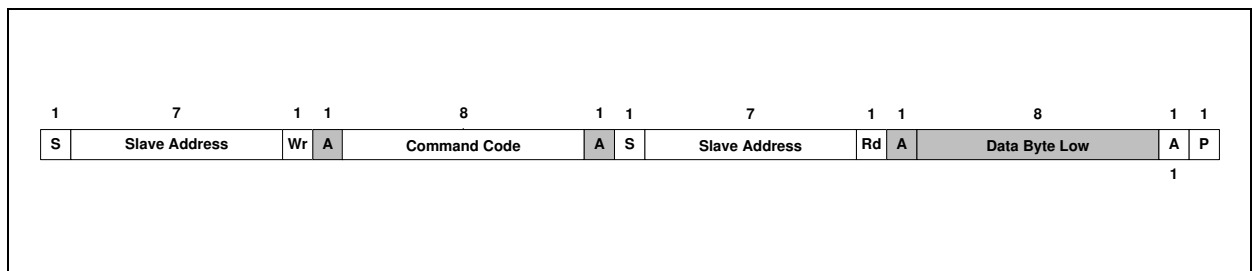 1 7 1 1 8 1 1 7 1 1 8 1 1
S Slave Address Wr A Command Code A S Slave Address Rd A Data Byte Low A P
1